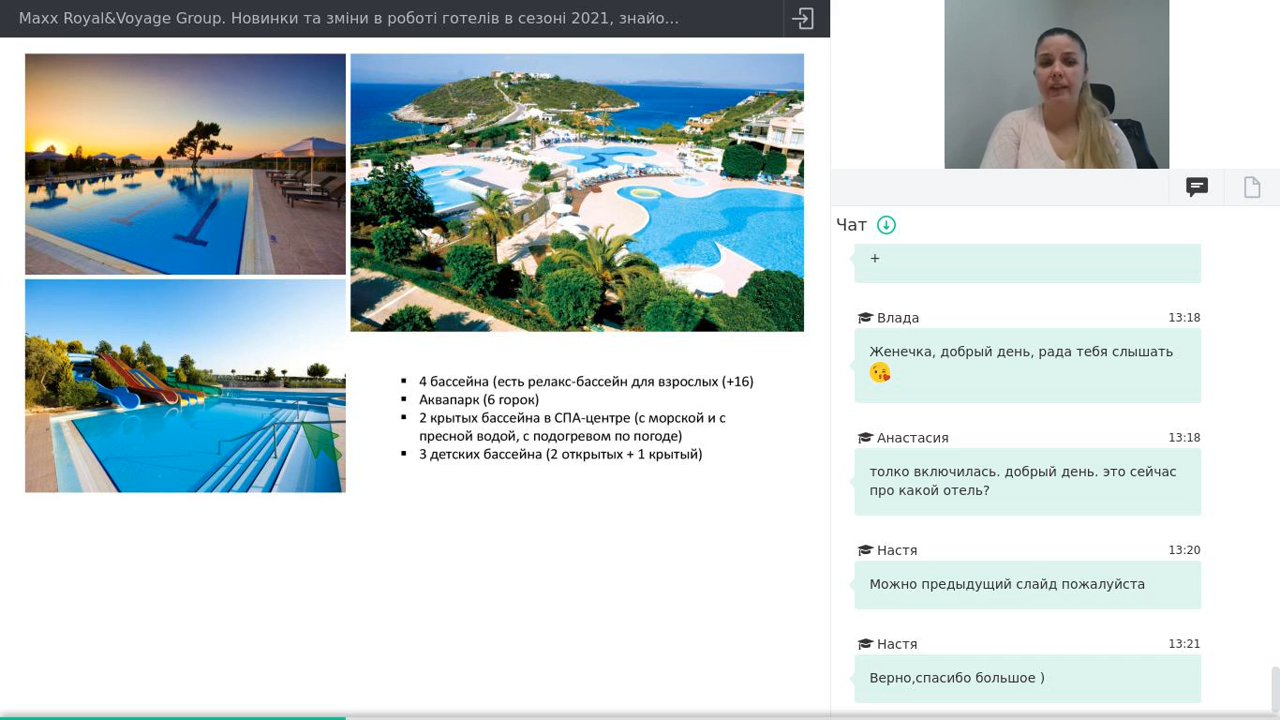 Maxx Royal&Voyage Group. Новинки та зміни в роботі готелів в сезоні 2021, знайо...
▪ 4 бассейна (есть релакс-бассейн для взрослых (+16)
▪ Аквапарк (6 горок)
▪ 2 крытых бассейна в СПА-центре (с морской и с
пресной водой, с подогревом по погоде)
▪ 3 детских бассейна (2 открытых + 1 крытый)
Чат
+
Влада 13:18
Женечка, добрый день, рада тебя слышать
😘
Анастасия 13:18
толко включилась. добрый день. это сейчас
про какой отель?
Настя 13:20
Можно предыдущий слайд пожалуйста
Настя 13:21
Верно,спасибо большое )